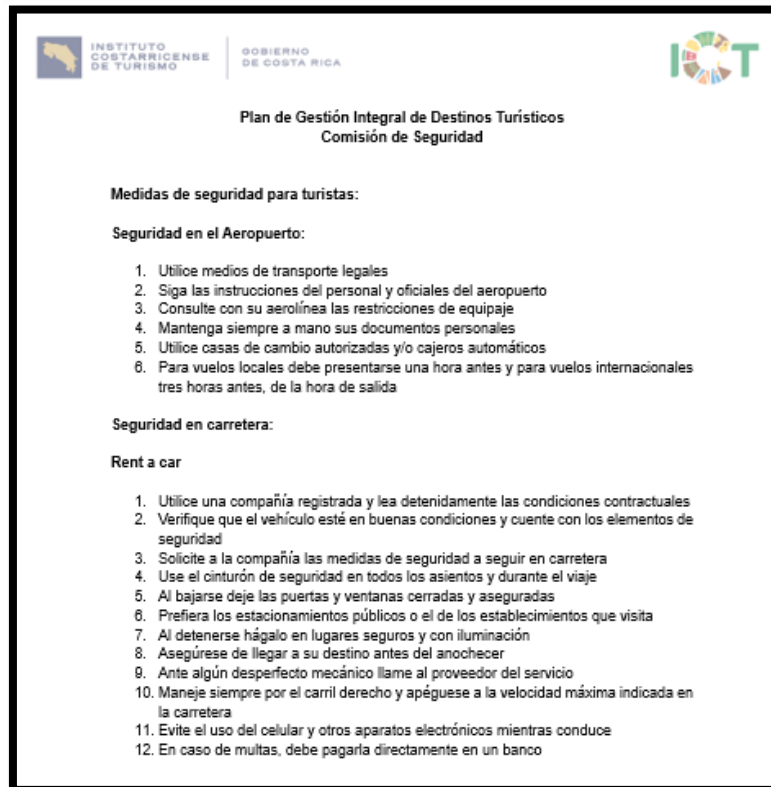 INSTITUTO
COSTARRICENSE
DE TURISMO
GOBIERNO
DE COSTA RICA
ICT
Plan de Gestión Integral de Destinos Turísticos
Comisión de Seguridad
Medidas de seguridad para turistas:
Seguridad en el Aeropuerto:
1. Utilice medios de transporte legales
2. Siga las instrucciones del personal y oficiales del aeropuerto
3. Consulte con su aerolínea las restricciones de equipaje
4. Mantenga siempre a mano sus documentos personales
5. Utilice casas de cambio autorizadas y/o cajeros automáticos
6. Para vuelos locales debe presentarse una hora antes y para vuelos internacionales
tres horas antes, de la hora de salida
Seguridad en carretera:
Rent a car
1. Utilice una compañía registrada y lea detenidamente las condiciones contractuales
2. Verifique que el vehículo esté en buenas condiciones y cuente con los elementos de
seguridad
3. Solicite a la compañía las medidas de seguridad a seguir en carretera
4. Use el cinturón de seguridad en todos los asientos y durante el viaje
5. Al bajarse deje las puertas y ventanas cerradas y aseguradas
6. Prefiera los estacionamientos públicos o el de los establecimientos que visita
7. Al detenerse hágalo en lugares seguros y con iluminación
8. Asegúrese de llegar a su destino antes del anochecer
9. Ante algún desperfecto mecánico llame al proveedor del servicio
10. Maneje siempre por el carril derecho y apéguese a la velocidad máxima indicada en
la carretera
11. Evite el uso del celular y otros aparatos electrónicos mientras conduce
12. En caso de multas, debe pagarla directamente en un banco